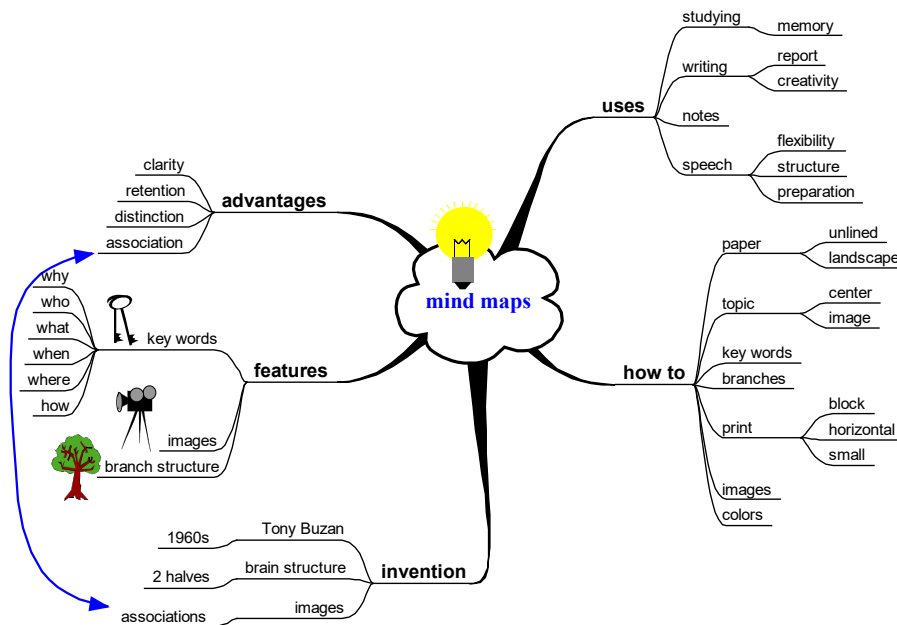 mind maps
uses
studying
memory
writing
report
creativity
notes
speech
flexibility
structure
preparation
how to
paper
unlined
landscape
topic
center
image
key words
branches
print
block
horizontal
small
images
colors
invention
Tony Buzan
1960s
brain structure
2 halves
images
associations
features
key words
why
who
what
when
where
how
images
branch structure
advantages
clarity
retention
distinction
association